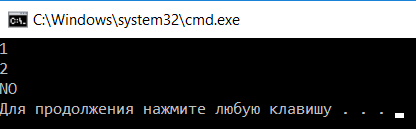 C:\Windows\system32\cmd.exe
1
2
NO
Для продолжения нажмите любую клавишу . . .